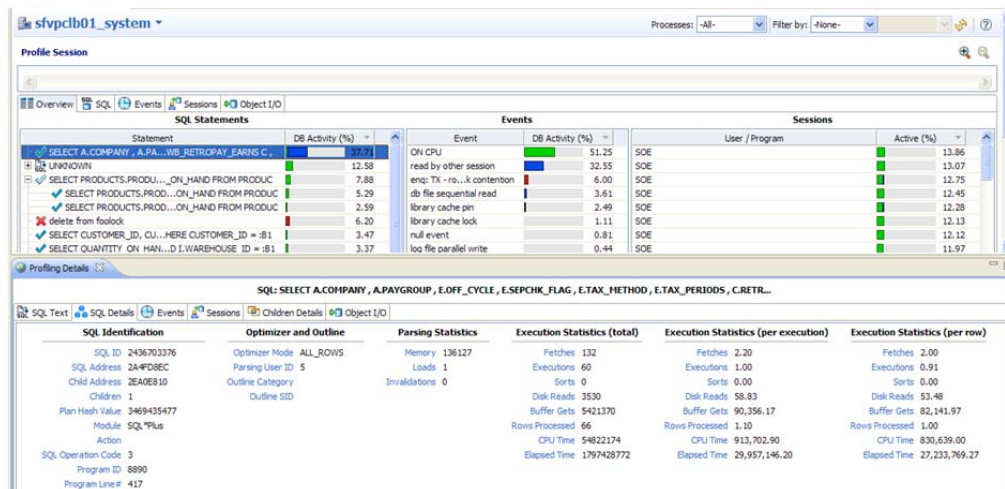 sfvpclb01_system
Processes: -All- Filter by: -None-
Profile Session
Overview SQL Events Sessions Object I/O
SQL Statements Events Sessions
Statement DB Activity (%) Event DB Activity (%) User / Program Active (%)
SELECT A.COMPANY , A.PA...WB_RETROPAY_EARNS C , 37.71 ON CPU 51.25 SOE 13.86
UNKNOWN 12.58 read by other session 32.55 SOE 13.07
SELECT PRODUCTS.PRODU..._ON_HAND FROM PRODUC 7.88 enq: TX - ro...k contention 6.00 SOE 12.75
SELECT PRODUCTS.PROD...ON_HAND FROM PRODUC 5.29 db file sequential read 3.61 SOE 12.45
SELECT PRODUCTS.PROD...ON_HAND FROM PRODUC 2.59 library cache pin 2.49 SOE 12.28
delete from foolock 6.20 library cache lock 1.11 SOE 12.13
SELECT CUSTOMER_ID, CU...HERE CUSTOMER_ID = :B1 3.47 null event 0.81 SOE 12.12
SELECT QUANTITY_ON_HAN...D I.WAREHOUSE_ID = :B1 3.37 log file parallel write 0.44 SOE 11.97
Profiling Details
SQL: SELECT A.COMPANY , A.PAYGROUP , E.OFF_CYCLE , E.SEPCHK_FLAG , E.TAX_METHOD , E.TAX_PERIODS , C.RETR...
SQL Text SQL Details Events Sessions Children Details Object I/O
SQL Identification Optimizer and Outline Parsing Statistics Execution Statistics (total) Execution Statistics (per execution) Execution Statistics (per row)
SQL ID 2436703376 Optimizer Mode ALL_ROWS Memory 136127 Fetches 132 Fetches 2.20 Fetches 2.00
SQL Address 2A4FD8EC Parsing User ID 5 Loads 1 Executions 60 Executions 1.00 Executions 0.91
Child Address 2EA0E810 Outline Category Invalidations 0 Sorts 0 Sorts 0.00 Sorts 0.00
Children 1 Outline SID Disk Reads 3530 Disk Reads 58.83 Disk Reads 53.48
Plan Hash Value 3469435477 Buffer Gets 5421370 Buffer Gets 90,356.17 Buffer Gets 82,141.97
Module SQL*Plus Rows Processed 66 Rows Processed 1.10 Rows Processed 1.00
Action CPU Time 54822174 CPU Time 913,702.90 CPU Time 830,639.00
SQL Operation Code 3 Elapsed Time 1797428772 Elapsed Time 29,957,146.20 Elapsed Time 27,233,769.27
Program ID 8890
Program Line# 417